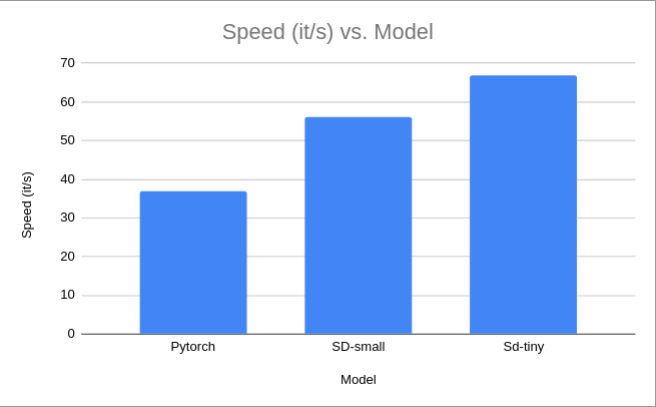 Speed (it/s) vs. Model
70
60
50
40
30
20
10
0
Speed (it/s)
Pytorch SD-small Sd-tiny
Model